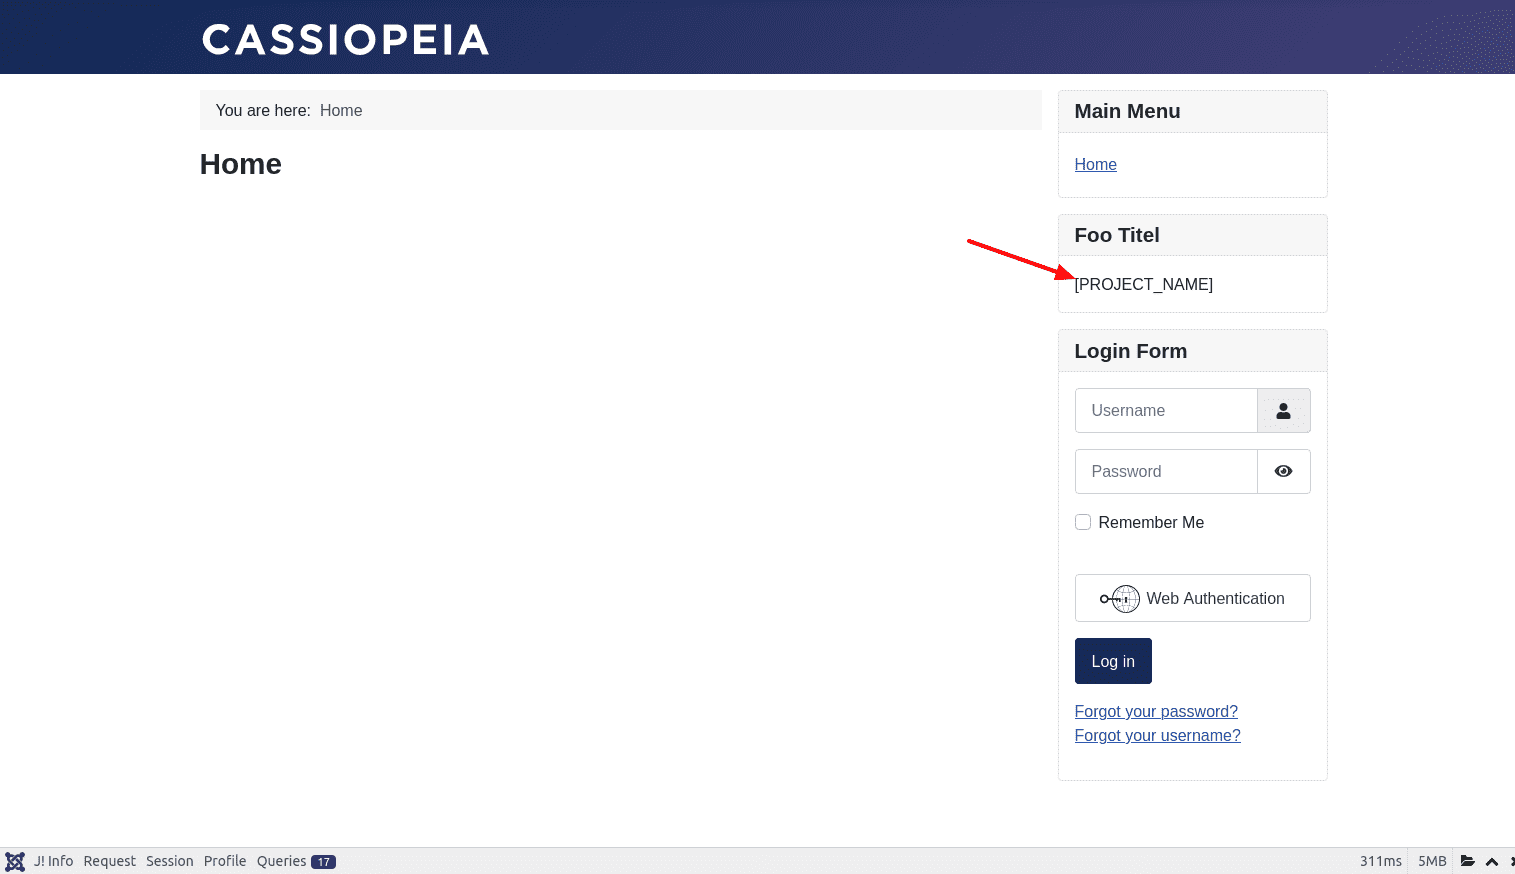 CASSIOPEIA
You are here: Home
Home
Main Menu
Home
Foo Titel
[PROJECT_NAME]
Login Form
Username
Password
Remember Me
Web Authentication
Log in
Forgot your password?
Forgot your username?
J! Info Request Session Profile Queries 17 311ms 5MB